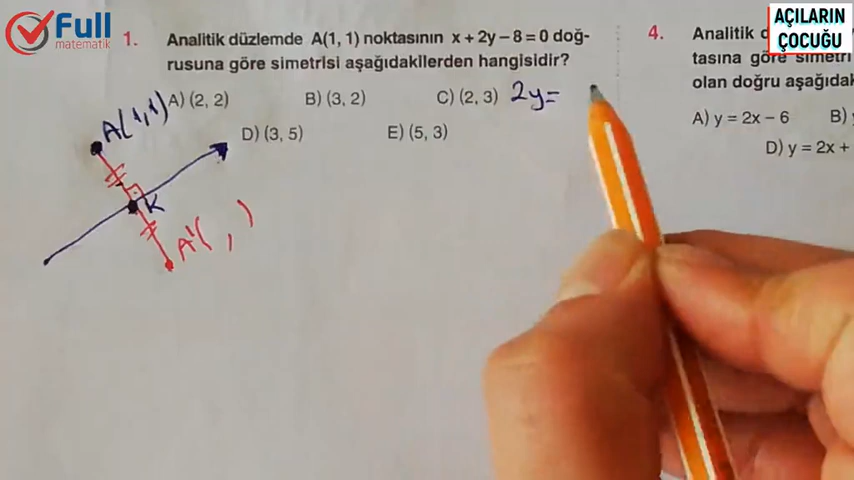 Full
matematik
AÇILARIN
ÇOCUĞU
1. Analitik düzlemde A(1, 1) noktasının x + 2y – 8 = 0 doğ-
rusuna göre simetrisi aşağıdakilerden hangisidir?
A) (2, 2) B) (3, 2) C) (2, 3) 2y=
D) (3, 5) E) (5, 3)
A(1,1)
K
A'( , )
4. Analitik
tasına göre simetri
olan doğru aşağıdak
A) y = 2x – 6 B)
D) y = 2x +